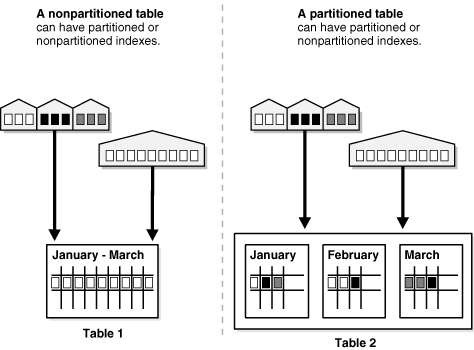 A nonpartitioned table
can have partitioned or
nonpartitioned indexes.
January - March
Table 1
A partitioned table
can have partitioned or
nonpartitioned indexes.
January
February
March
Table 2